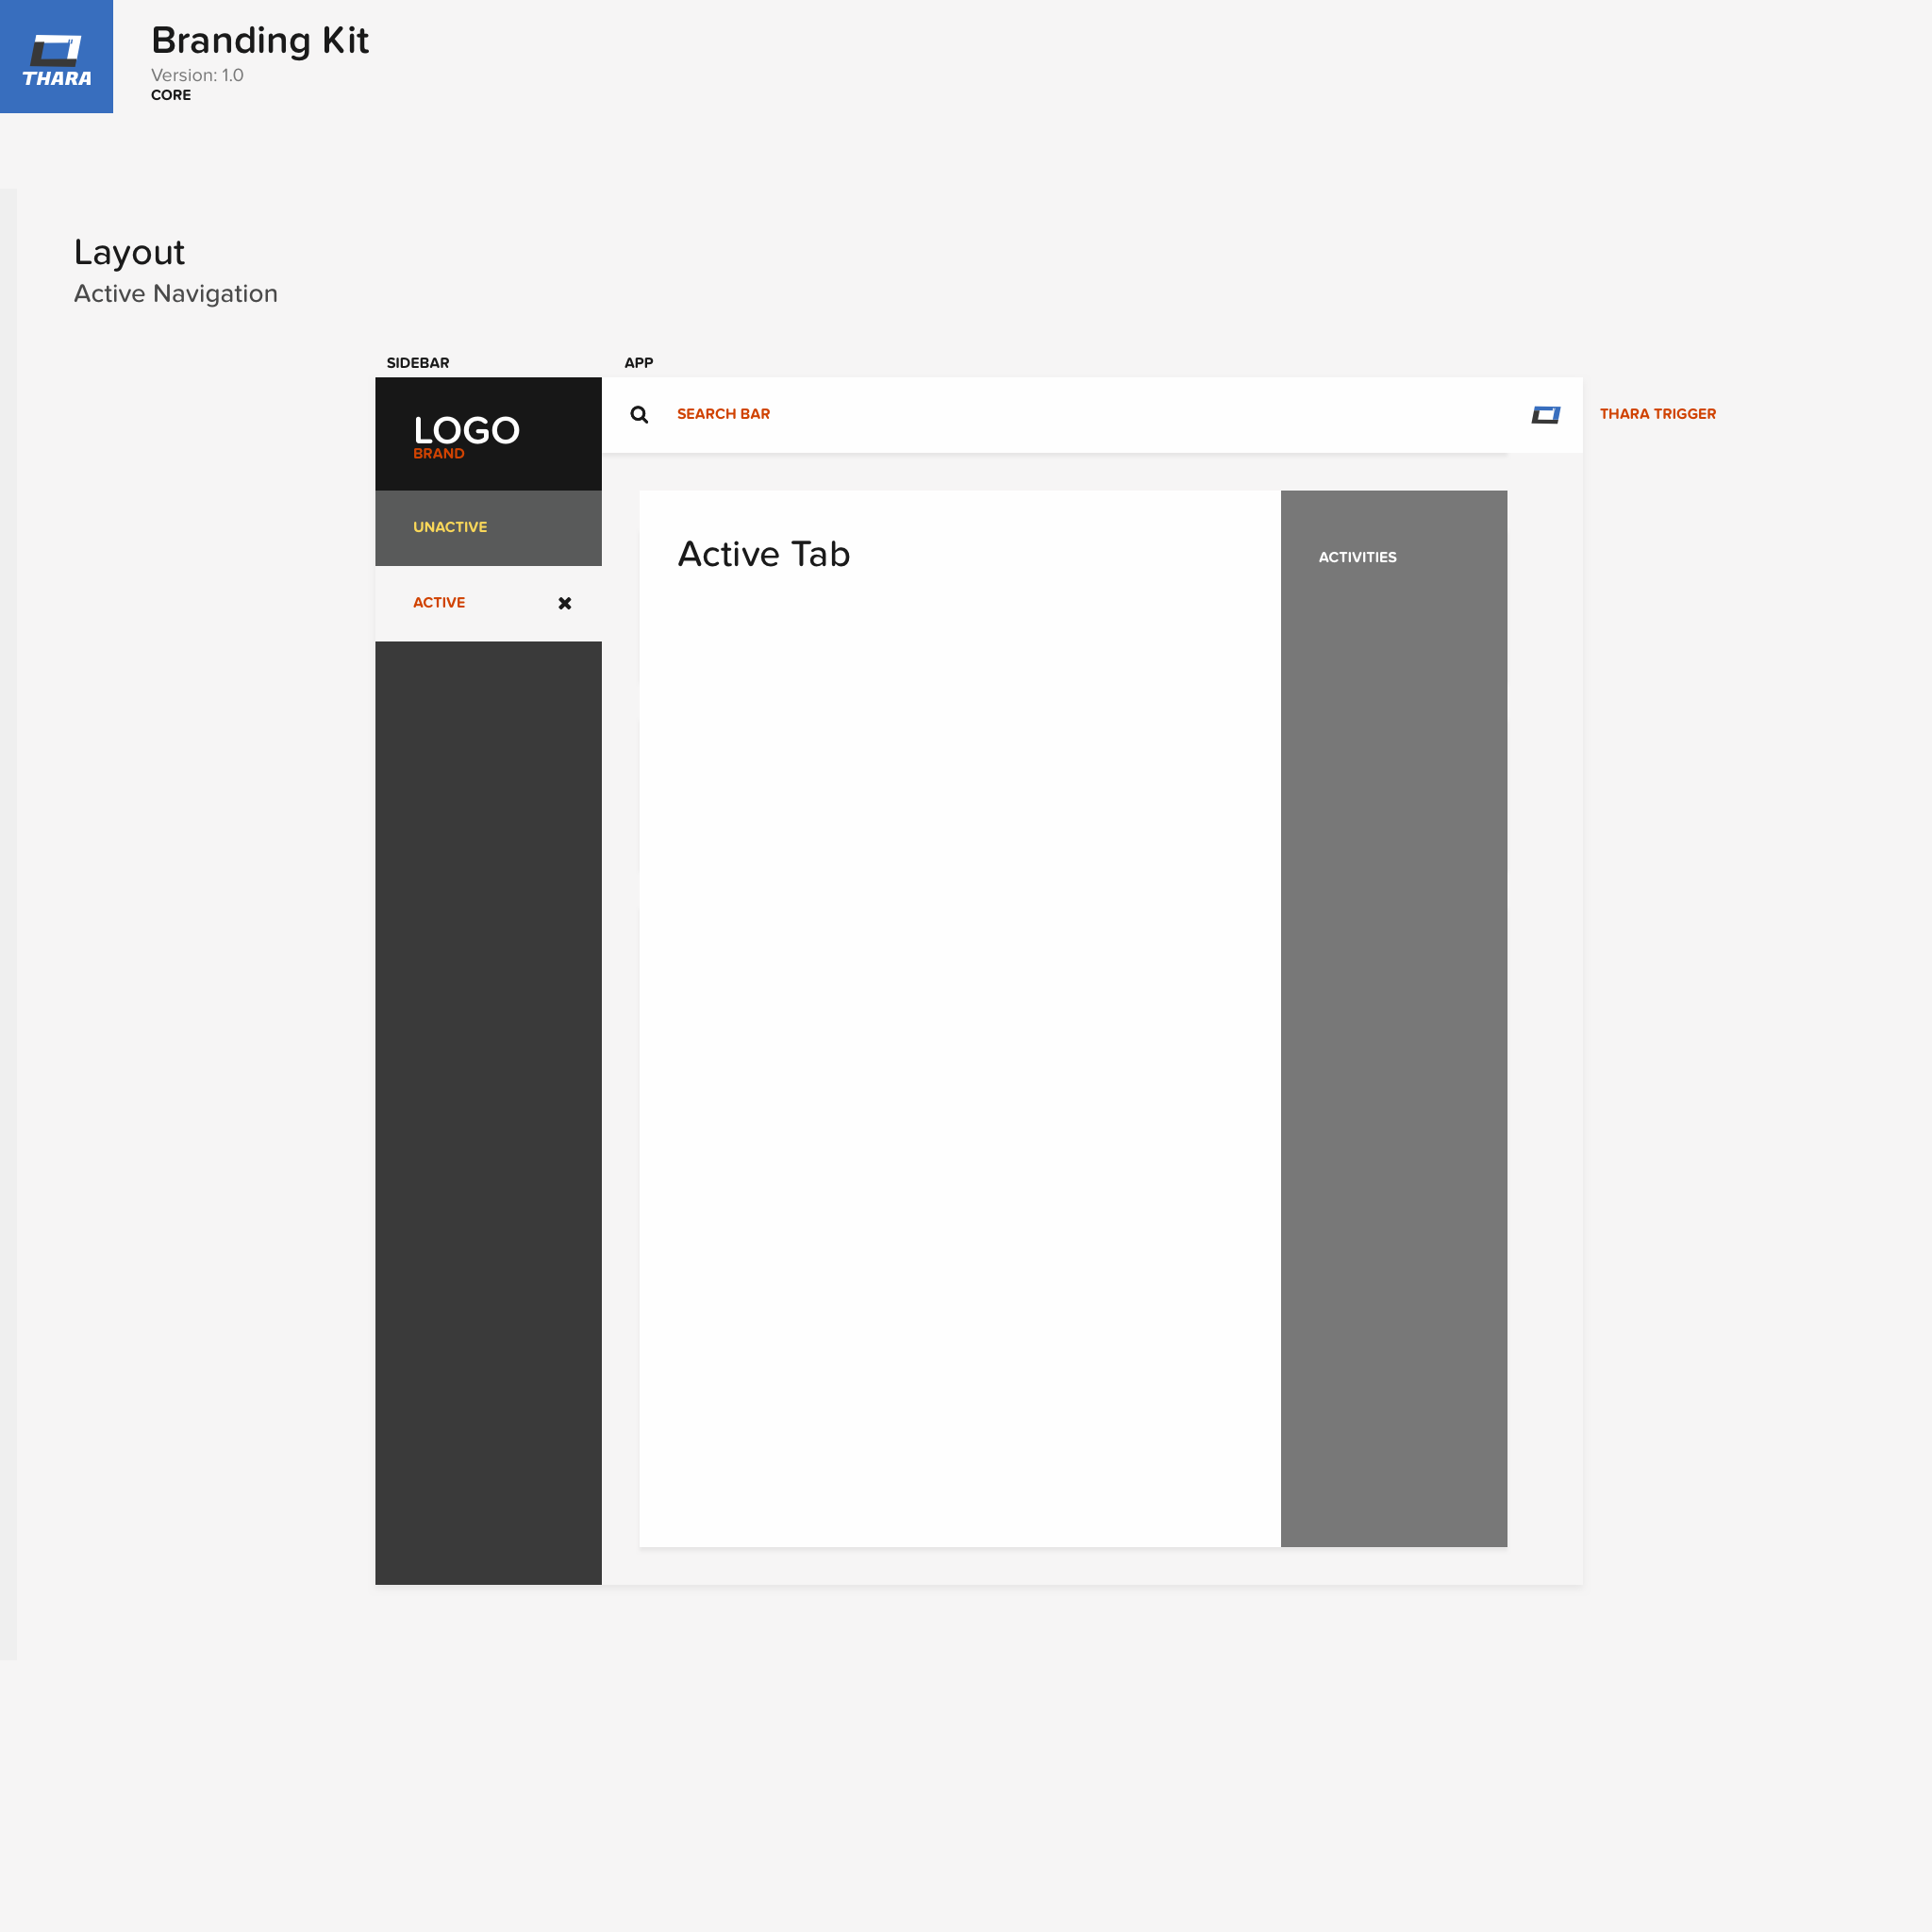 THARA
Branding Kit
Version: 1.0
CORE
Layout
Active Navigation
SIDEBAR
APP
LOGO
BRAND
SEARCH BAR
THARA TRIGGER
UNACTIVE
ACTIVE
Active Tab
ACTIVITIES